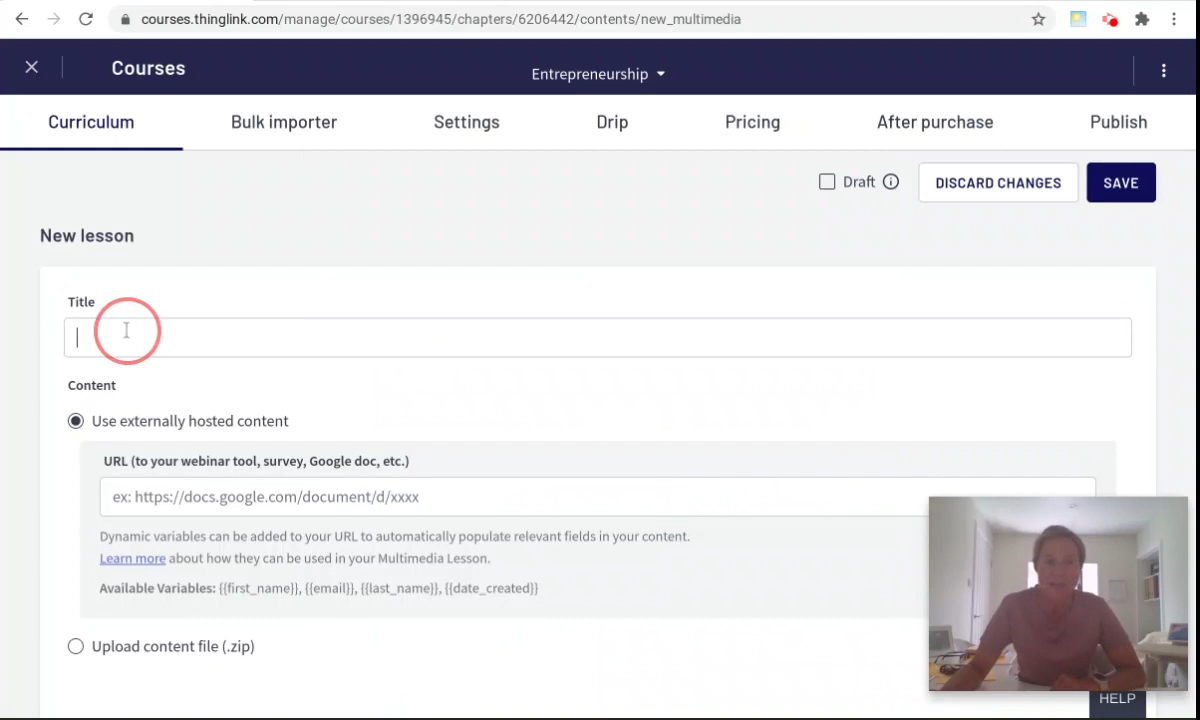 courses.thinglink.com/manage/courses/1396945/chapters/6206442/contents/new_multimedia
Courses
Entrepreneurship
Curriculum Bulk importer Settings Drip Pricing After purchase Publish
Draft DISCARD CHANGES SAVE
New lesson
Title
Content
Use externally hosted content
URL (to your webinar tool, survey, Google doc, etc.)
ex: https://docs.google.com/document/d/xxxx
Dynamic variables can be added to your URL to automatically populate relevant fields in your content.
Learn more about how they can be used in your Multimedia Lesson.
Available Variables: {{first_name}}, {{email}}, {{last_name}}, {{date_created}}
Upload content file (.zip)
HELP